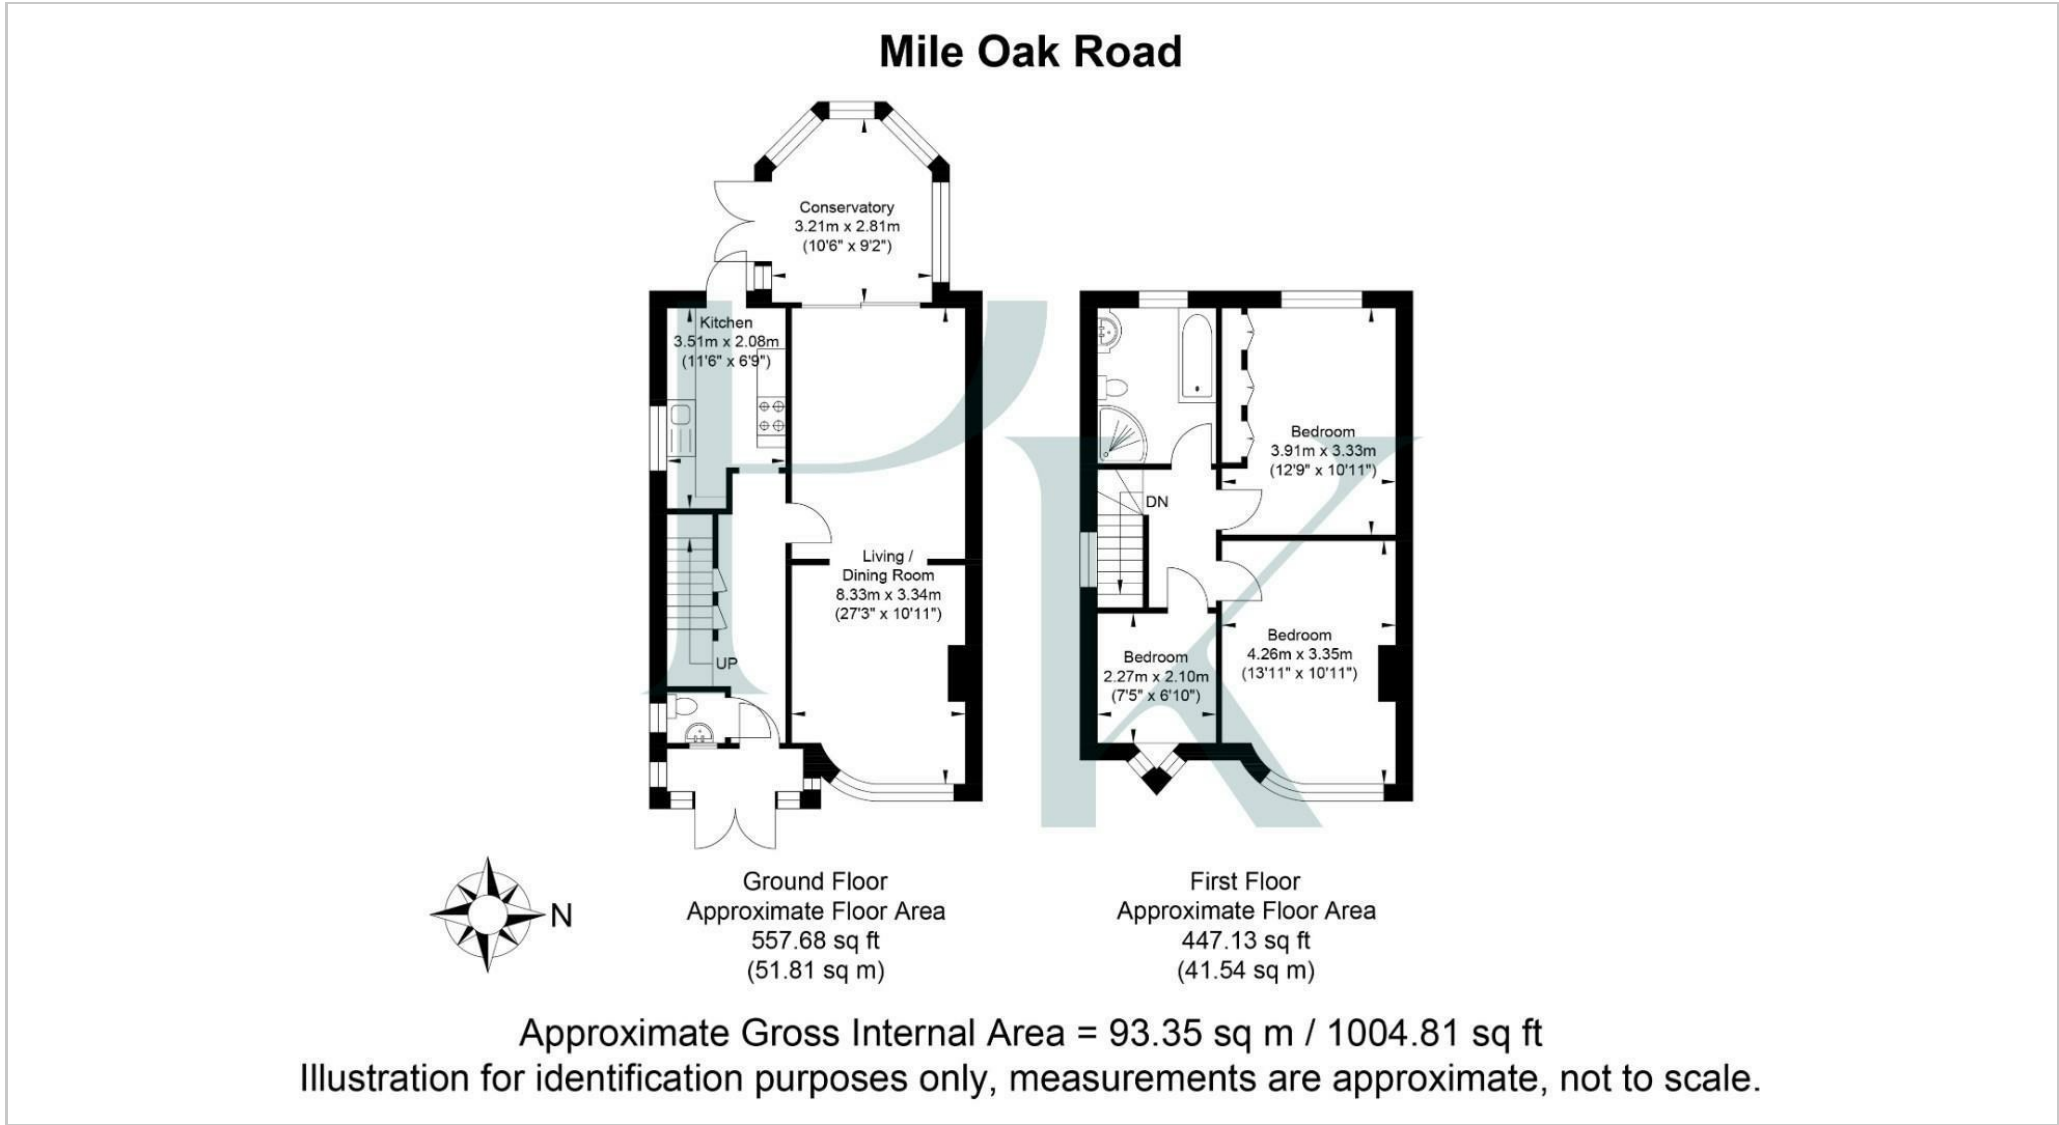 Mile Oak Road
Conservatory
3.21m x 2.81m
(10'6" x 9'2")
Kitchen
3.51m x 2.08m
(11'6" x 6'9")
Living /
Dining Room
8.33m x 3.34m
(27'3" x 10'11")
UP
Bedroom
3.91m x 3.33m
(12'9" x 10'11")
DN
Bedroom
4.26m x 3.35m
(13'11" x 10'11")
Bedroom
2.27m x 2.10m
(7'5" x 6'10")
PK
N
Ground Floor
Approximate Floor Area
557.68 sq ft
(51.81 sq m)
First Floor
Approximate Floor Area
447.13 sq ft
(41.54 sq m)
Approximate Gross Internal Area = 93.35 sq m / 1004.81 sq ft
Illustration for identification purposes only, measurements are approximate, not to scale.